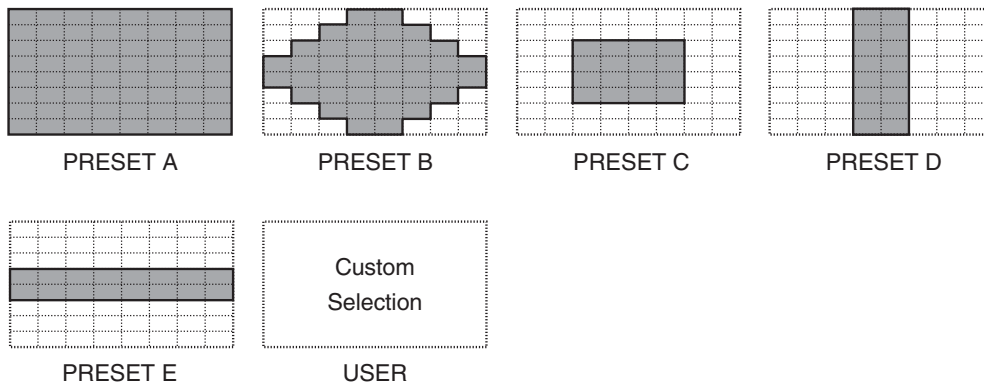 PRESET A
PRESET B
PRESET C
PRESET D
Custom
Selection
PRESET E
USER